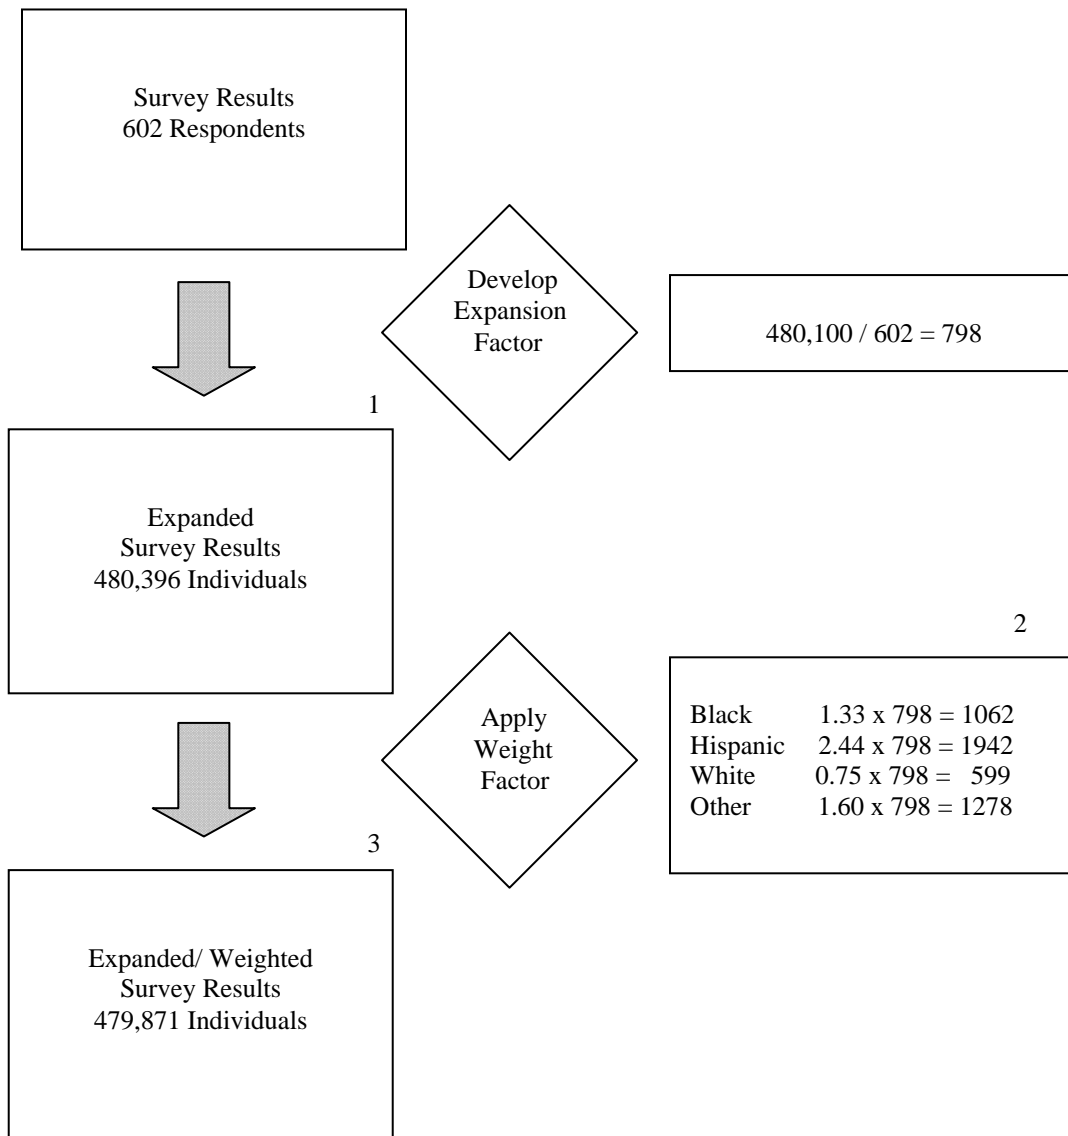 Survey Results
602 Respondents
Develop
Expansion
Factor
480,100 / 602 = 798
1
Expanded
Survey Results
480,396 Individuals
Apply
Weight
Factor
2
Black 1.33 x 798 = 1062
Hispanic 2.44 x 798 = 1942
White 0.75 x 798 = 599
Other 1.60 x 798 = 1278
3
Expanded/ Weighted
Survey Results
479,871 Individuals